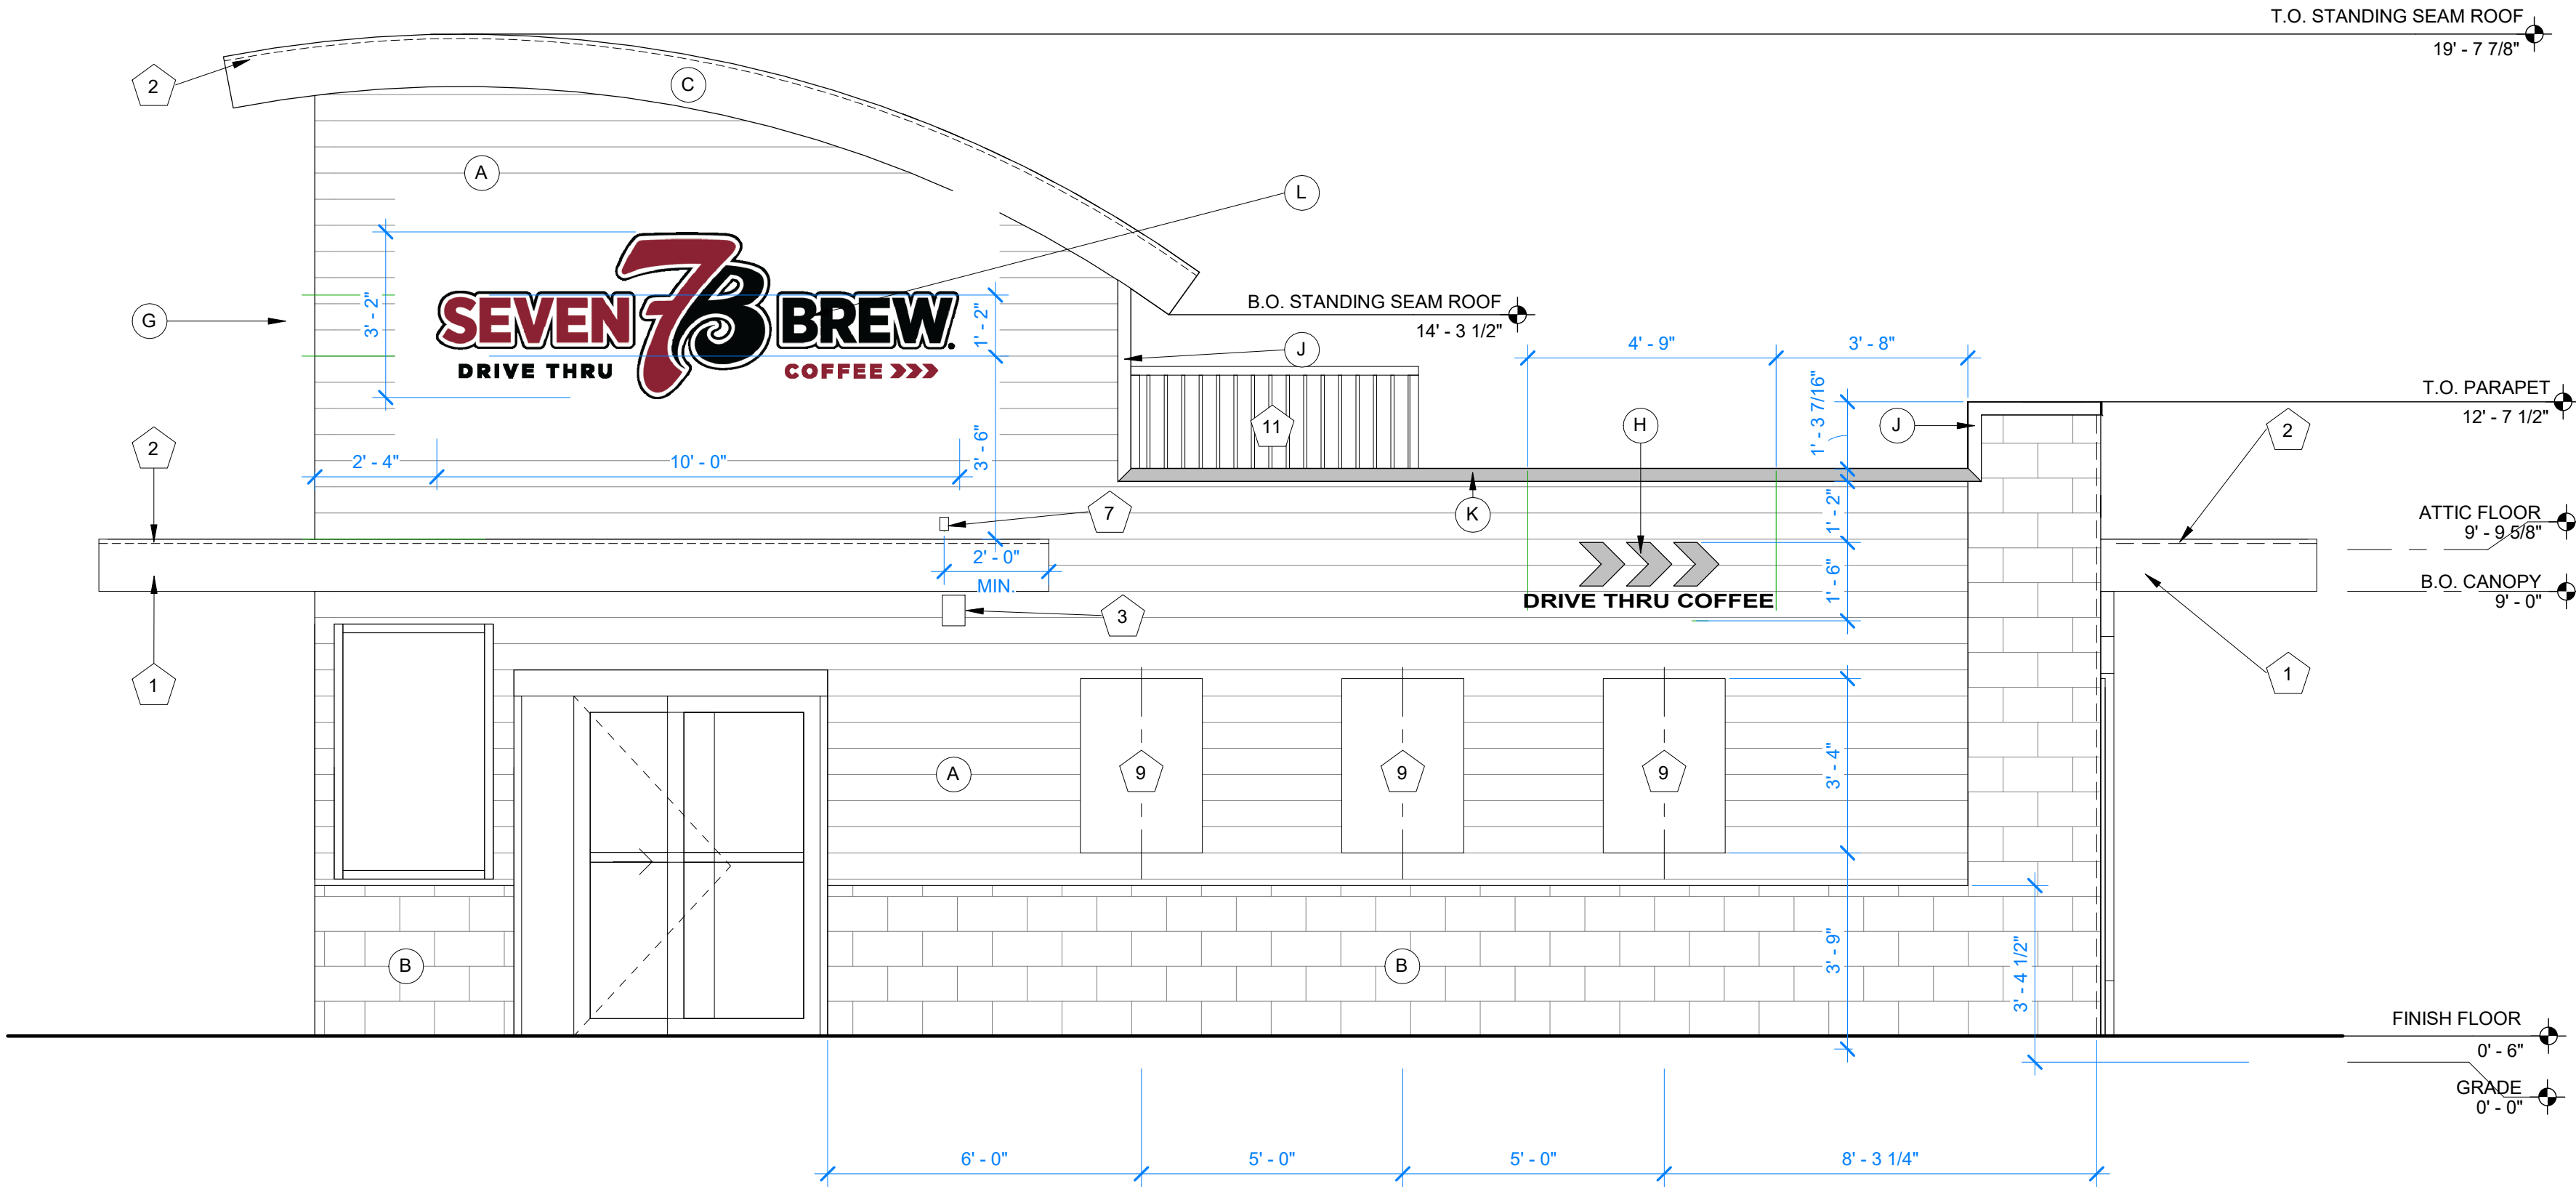 T.O. STANDING SEAM ROOF
19' - 7 7/8"
2
C
A
L
SEVEN 7B BREW.
DRIVE THRU
COFFEE
3' - 2"
1' - 2"
G
B.O. STANDING SEAM ROOF
14' - 3 1/2"
J
4' - 9"
3' - 8"
1' - 3 7/16"
T.O. PARAPET
12' - 7 1/2"
11
H
J
2
2
2' - 4"
10' - 0"
3' - 6"
7
K
1' - 2"
ATTIC FLOOR
9' - 9 5/8"
2' - 0"
MIN.
1' - 6"
B.O. CANOPY
9' - 0"
DRIVE THRU COFFEE
3
1
1
A
9
9
9
3' - 4"
B
B
3' - 9"
3' - 4 1/2"
FINISH FLOOR
0' - 6"
GRADE
0' - 0"
6' - 0"
5' - 0"
5' - 0"
8' - 3 1/4"